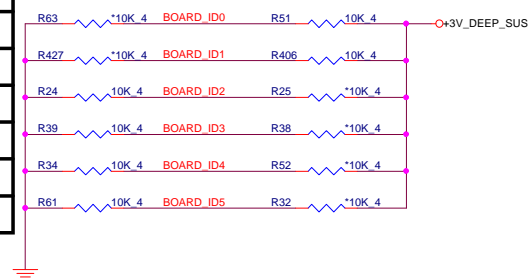 R63 *10K_4 BOARD_ID0 R51 10K_4 +3V_DEEP_SUS
R427 *10K_4 BOARD_ID1 R406 10K_4
R24 10K_4 BOARD_ID2 R25 *10K_4
R39 10K_4 BOARD_ID3 R38 *10K_4
R34 10K_4 BOARD_ID4 R52 *10K_4
R61 10K_4 BOARD_ID5 R32 *10K_4